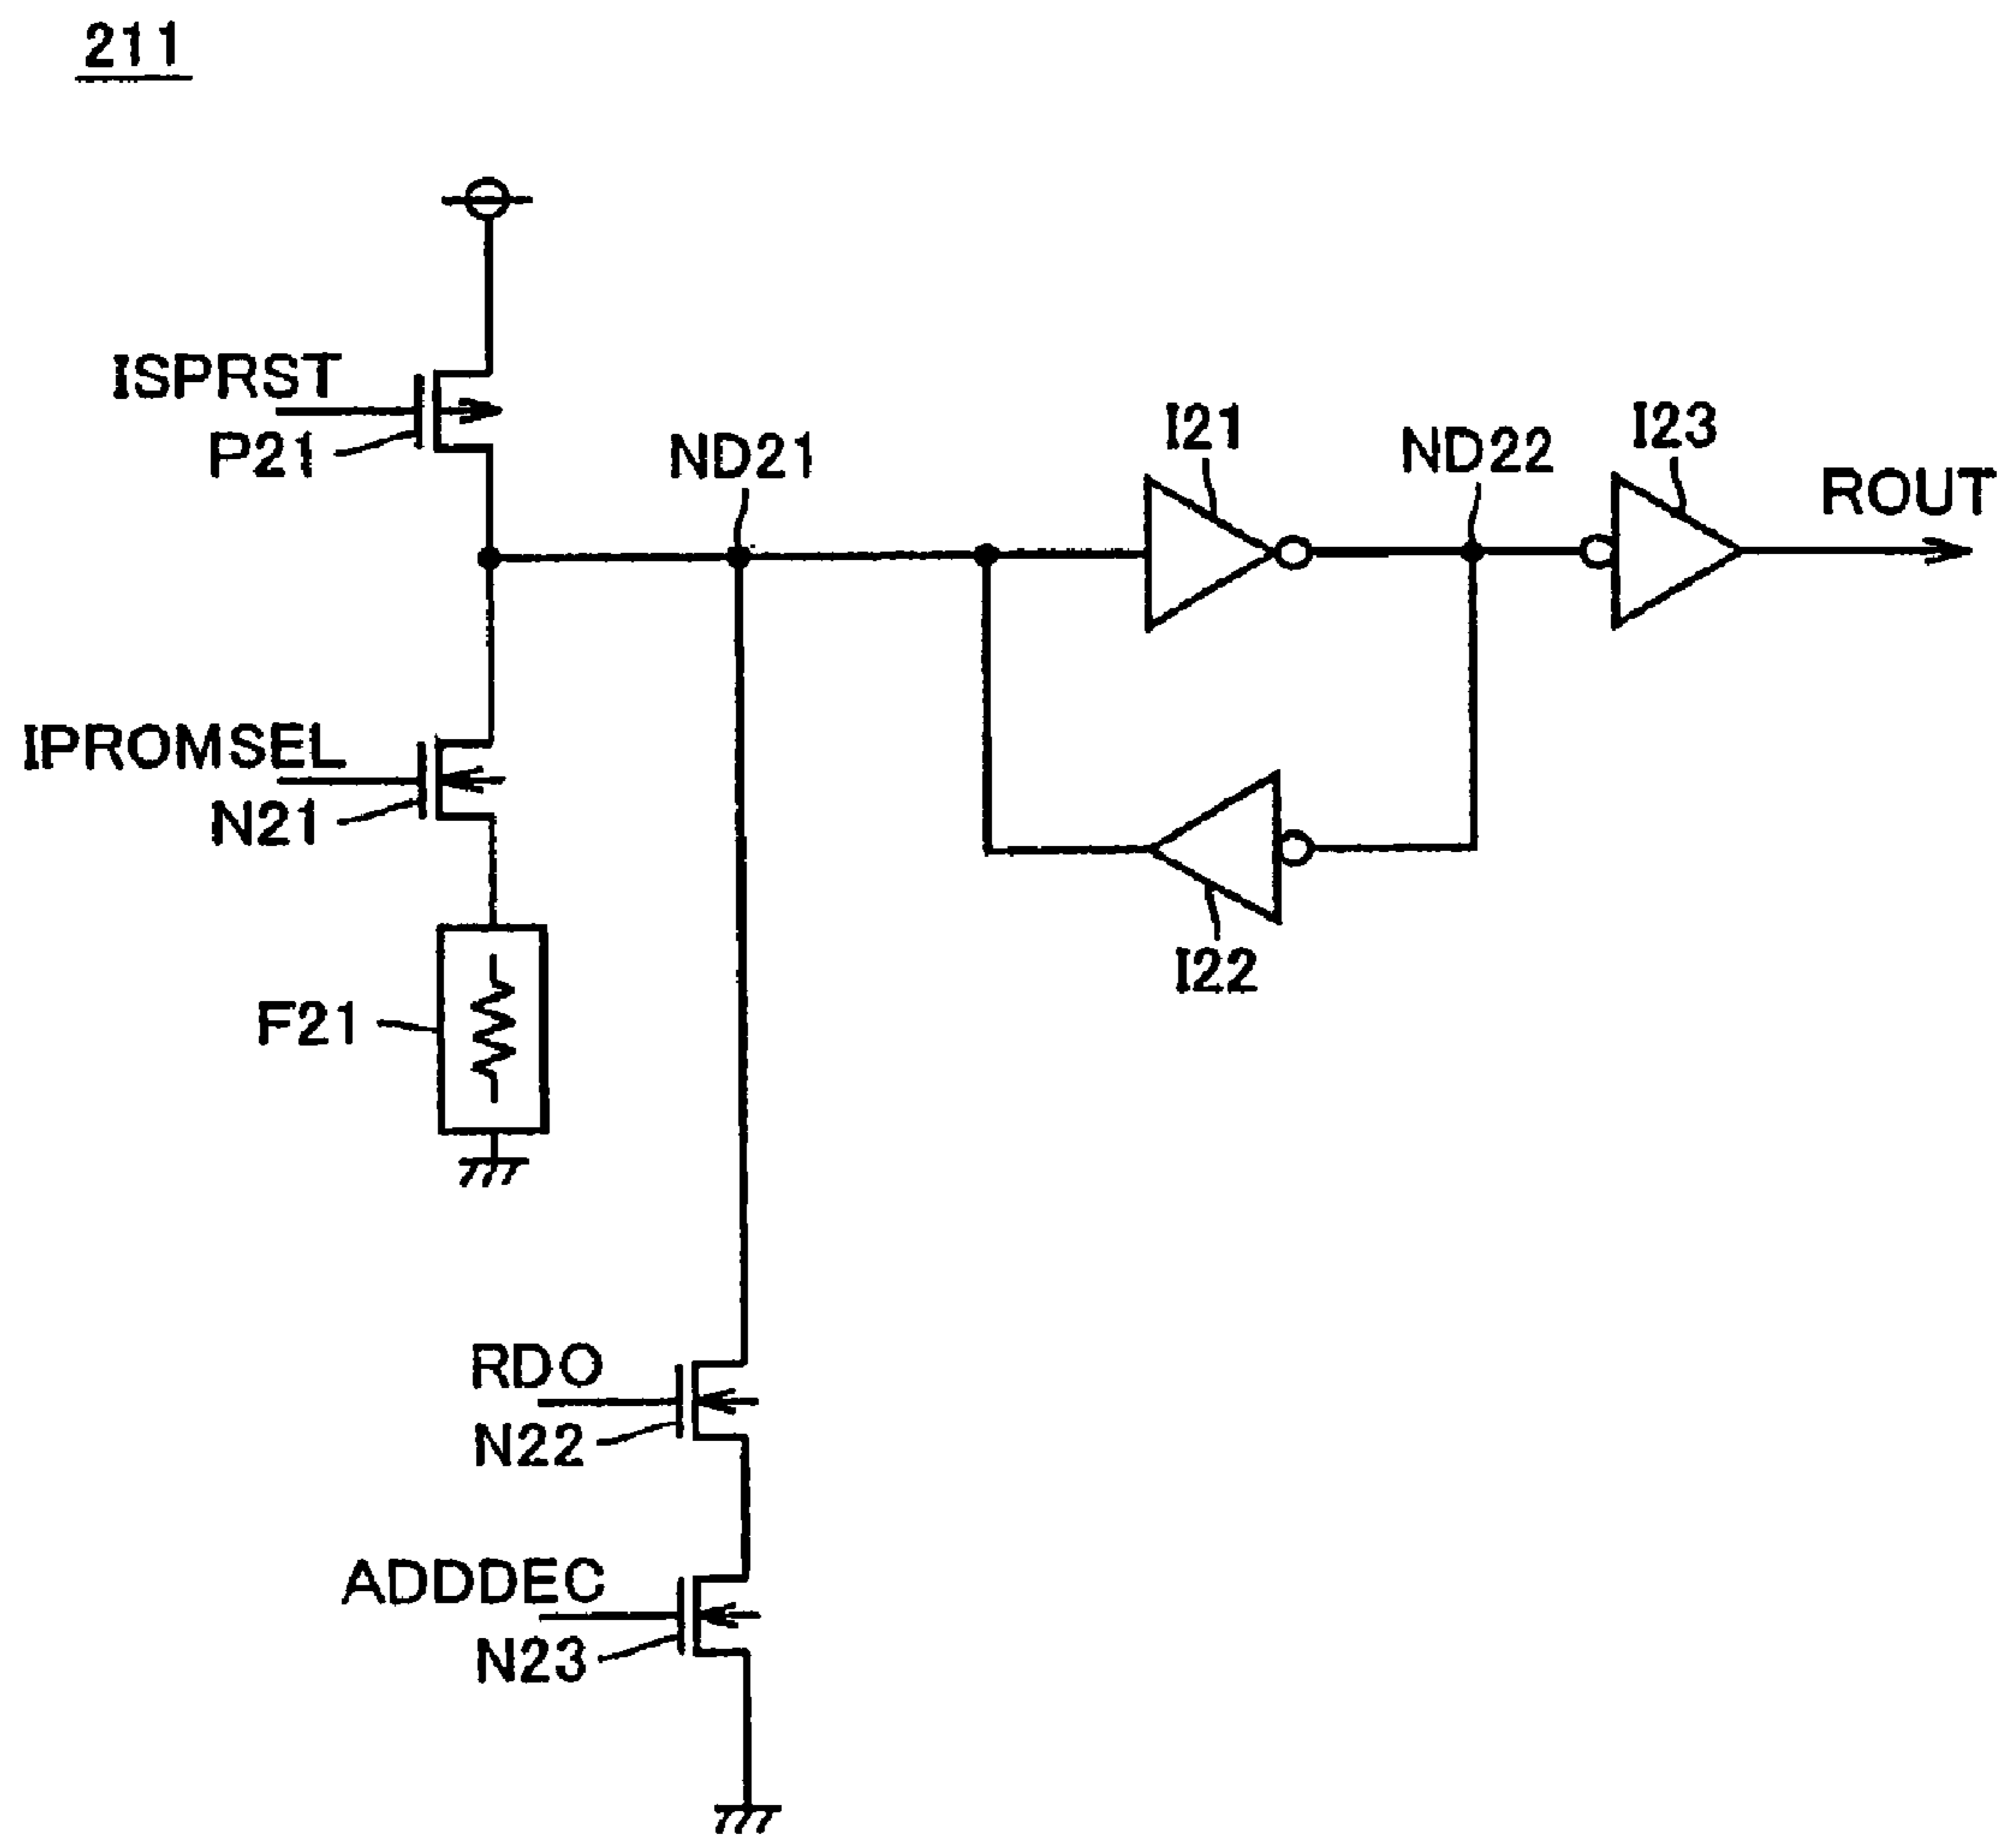 211
ISPRST
P21
ND21
I21
ND22
I23
ROUT
IPROMSEL
N21
I22
F21
RDO
N22
ADDDEC
N23